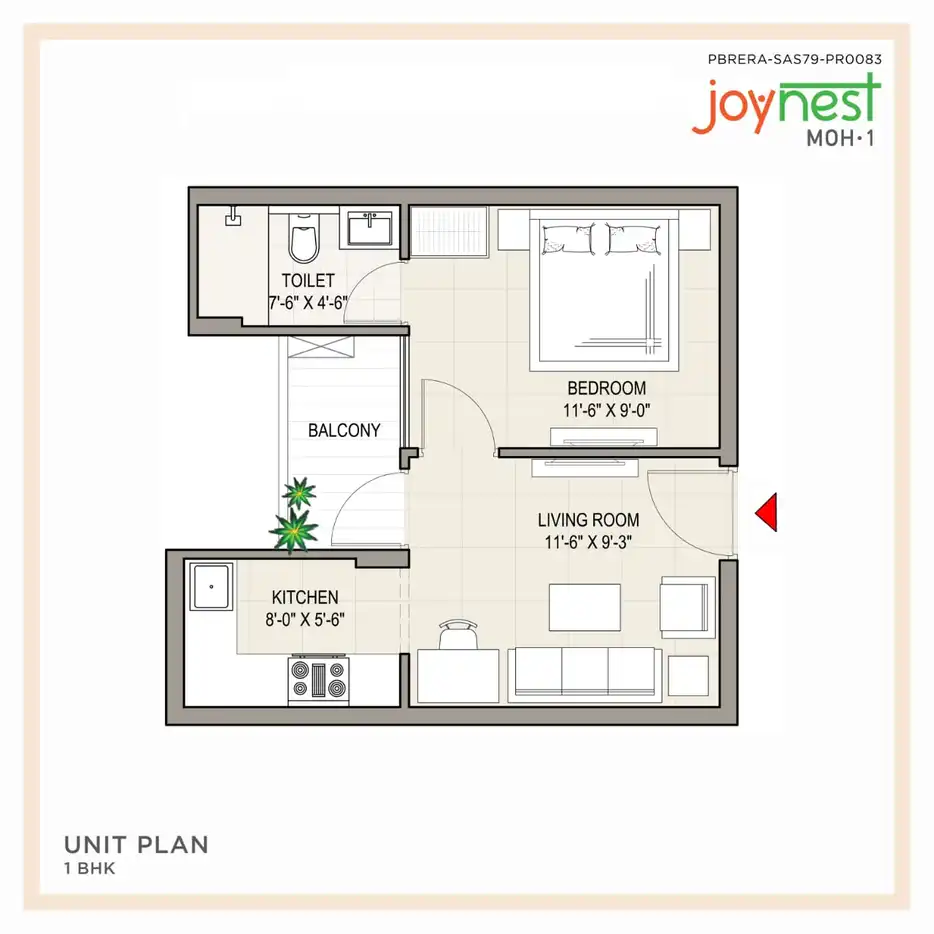 PBRERA-SAS79-PR0083
joynest
MOH·1
TOILET
7'-6" X 4'-6"
BEDROOM
11'-6" X 9'-0"
BALCONY
LIVING ROOM
11'-6" X 9'-3"
KITCHEN
8'-0" X 5'-6"
UNIT PLAN
1 BHK